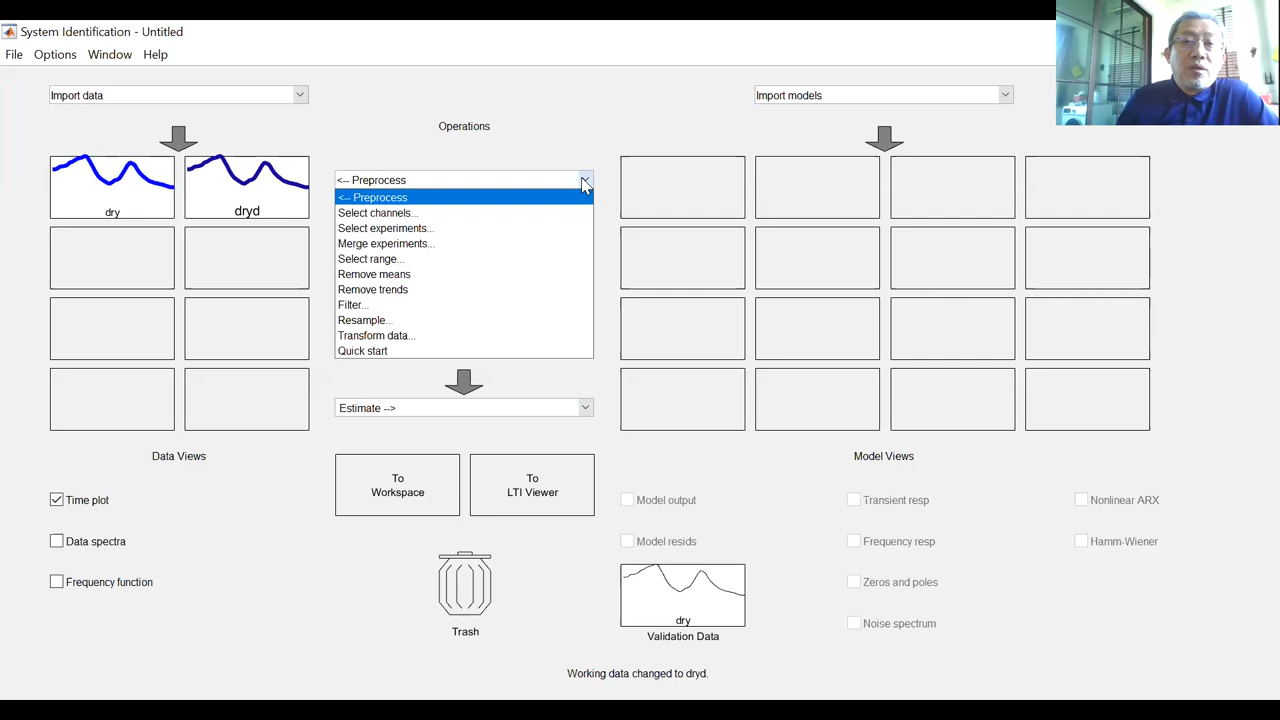 System Identification - Untitled
File Options Window Help
Import data
Import models
Operations
<-- Preprocess
<-- Preprocess
Select channels...
Select experiments...
Merge experiments...
Select range...
Remove means
Remove trends
Filter...
Resample...
Transform data...
Quick start
dry
dryd
Estimate -->
Data Views
Time plot
Data spectra
Frequency function
To
Workspace
To
LTI Viewer
Trash
Model Views
Model output
Transient resp
Nonlinear ARX
Model resids
Frequency resp
Hamm-Wiener
Zeros and poles
Noise spectrum
dry
Validation Data
Working data changed to dryd.